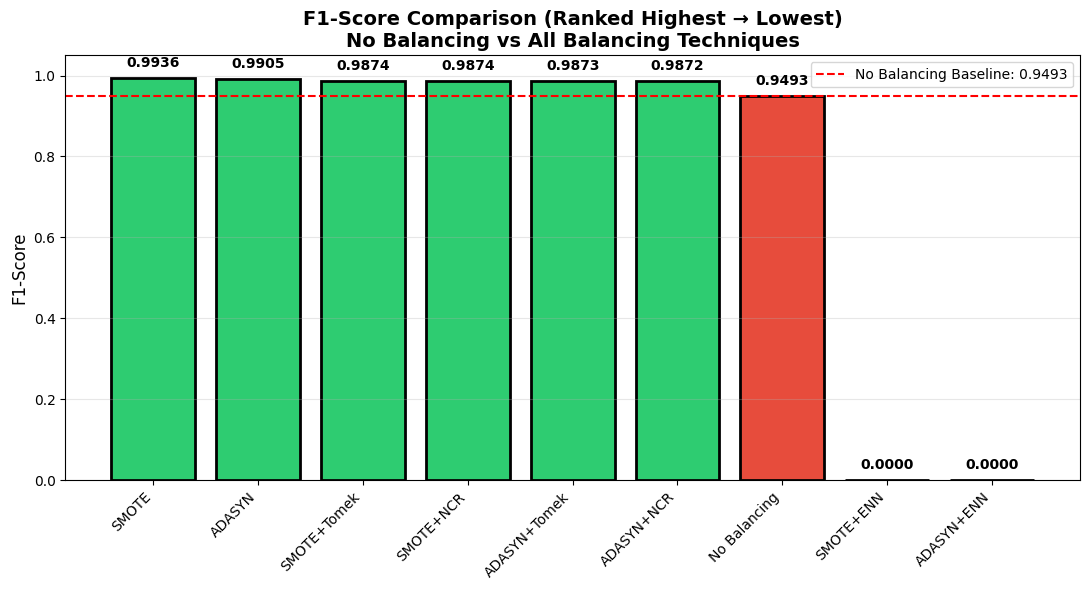 F1-Score Comparison (Ranked Highest → Lowest)
No Balancing vs All Balancing Techniques
0.9936
0.9905
0.9874
0.9874
0.9873
0.9872
0.9493
0.0000
0.0000
No Balancing Baseline: 0.9493
F1-Score
1.0
0.8
0.6
0.4
0.2
0.0
SMOTE
ADASYN
SMOTE+Tomek
SMOTE+NCR
ADASYN+Tomek
ADASYN+NCR
No Balancing
SMOTE+ENN
ADASYN+ENN